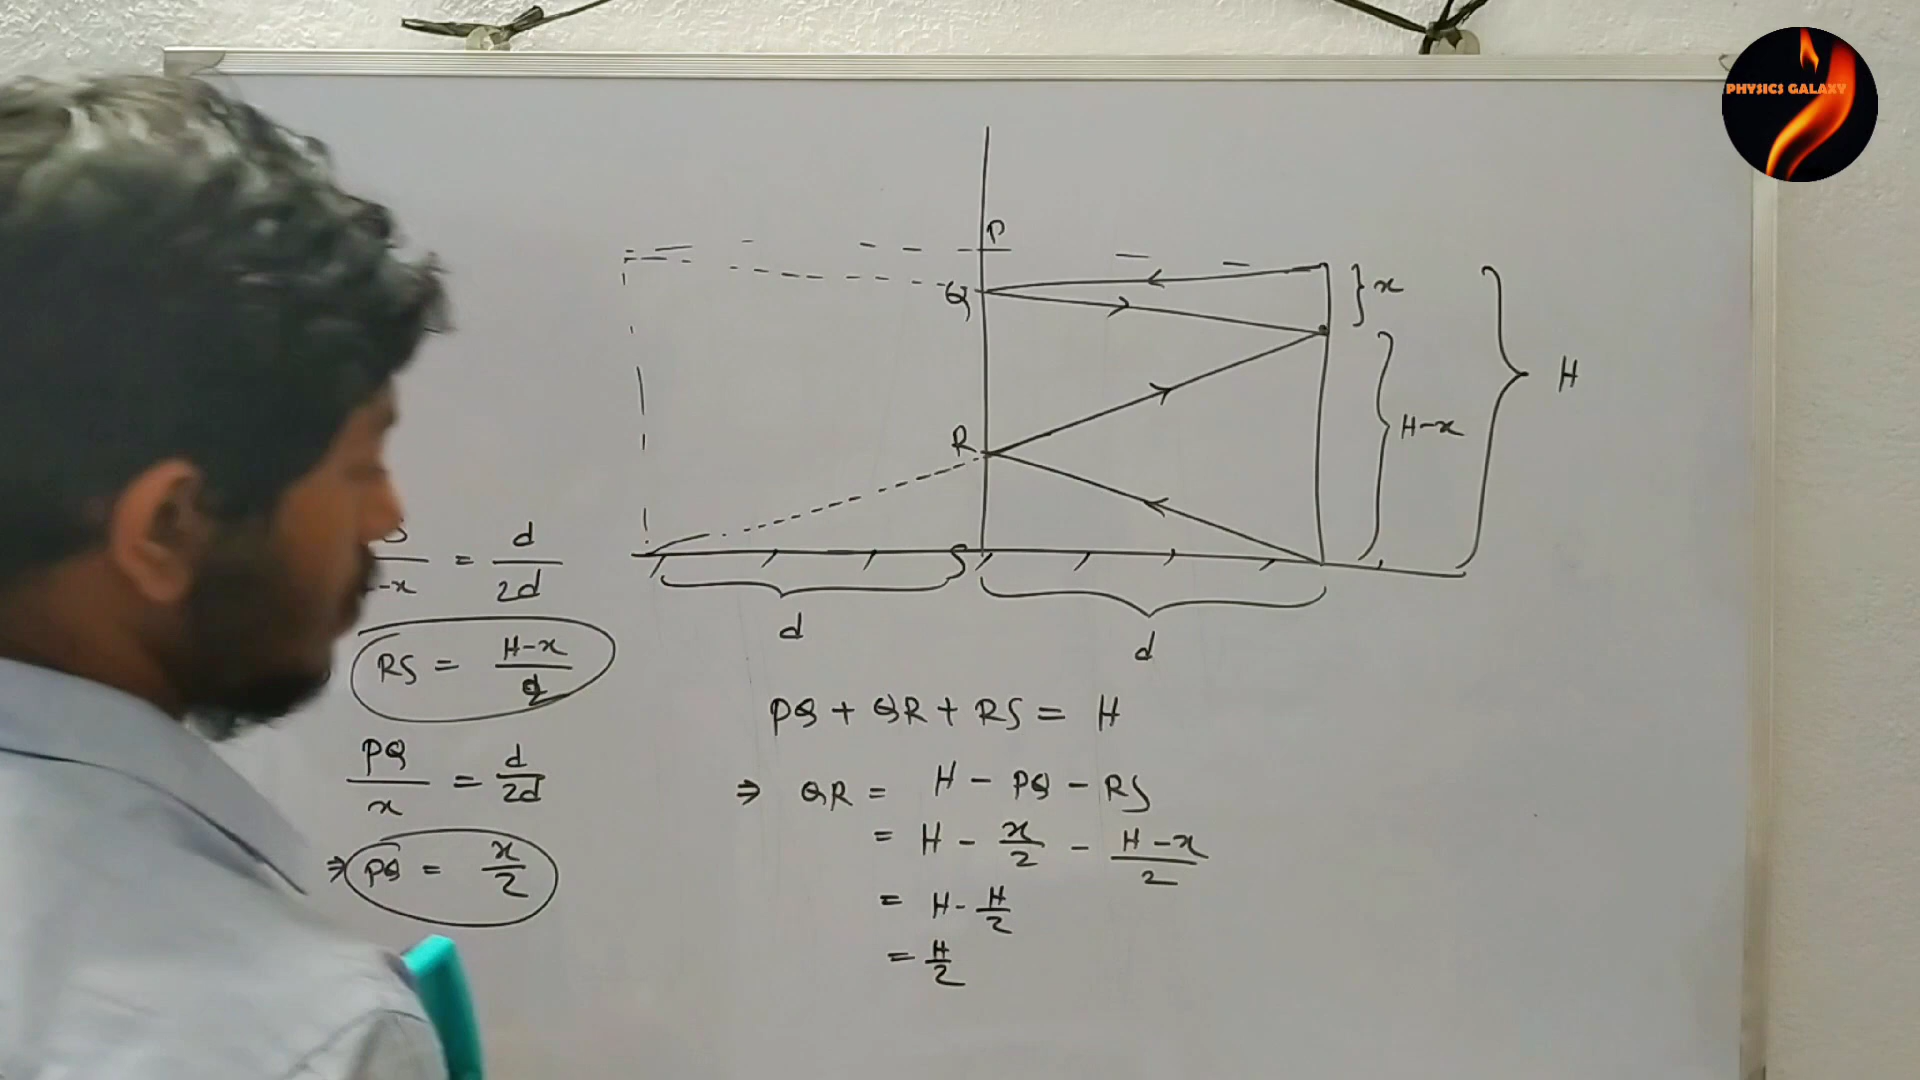 PHYSICS GALAXY
P
Q
x
H
H-x
R
S
d
d
= d/2d
RS = H-x/2
PQ/x = d/2d
⇒ PQ = x/2
PQ + QR + RS = H
⇒ QR = H - PQ - RS
= H - x/2 - H-x/2
= H - H/2
= H/2